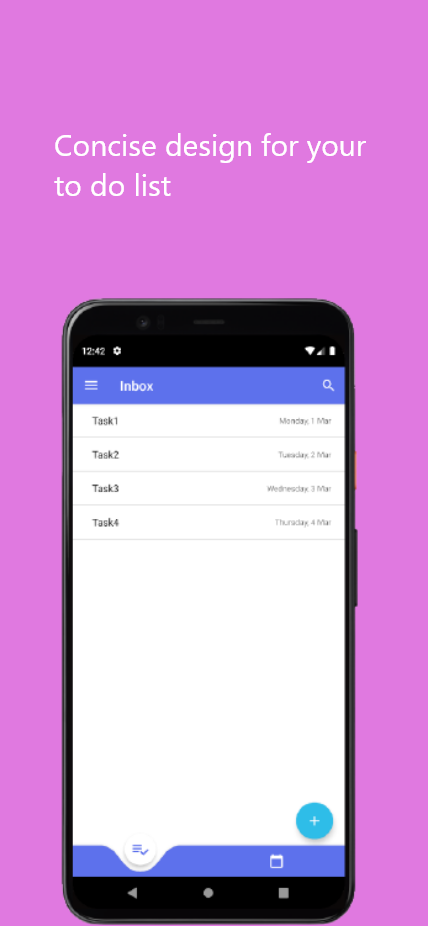 Concise design for your
to do list
12:42
Inbox
Task1 Monday, 1 Mar
Task2 Tuesday, 2 Mar
Task3 Wednesday, 3 Mar
Task4 Thursday, 4 Mar